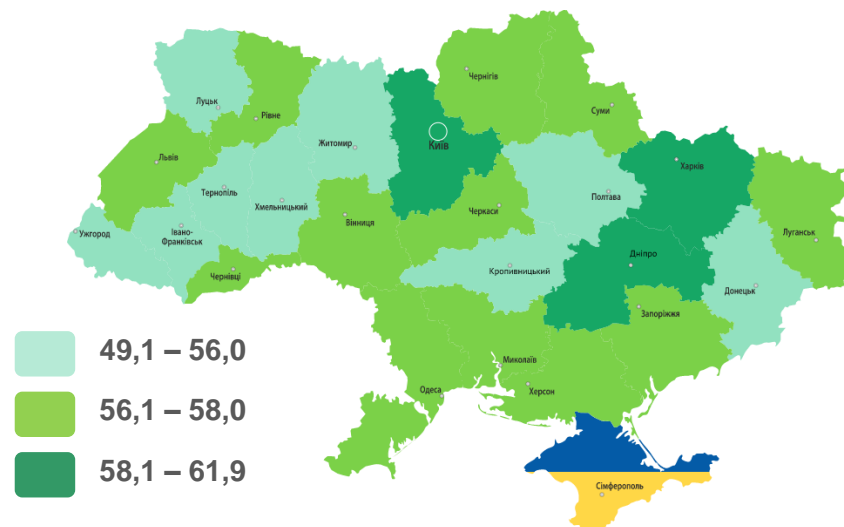 Чернігів
Луцьк
Суми
Рівне
Житомир
Київ
Львів
Харків
Тернопіль
Полтава
Хмельницький
Черкаси
Вінниця
Ужгород
Івано-
Франківськ
Луганськ
Дніпро
Чернівці
Кропивницький
Донецьк
Запоріжжя
49,1 – 56,0
Миколаїв
Одеса
Херсон
56,1 – 58,0
58,1 – 61,9
Сімферополь